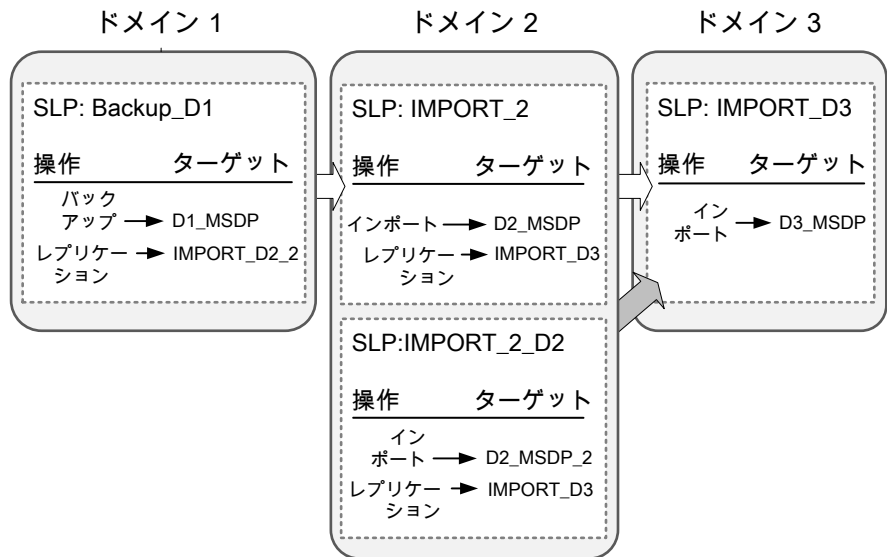 ドメイン 1
SLP: Backup_D1
操作 ターゲット
バック
アップ D1_MSDP
レプリケー IMPORT_D2_2
ション
ドメイン 2
SLP: IMPORT_2
操作 ターゲット
インポート D2_MSDP
レプリケー IMPORT_D3
ション
SLP:IMPORT_2_D2
操作 ターゲット
イン
ポート D2_MSDP_2
レプリケー IMPORT_D3
ション
ドメイン 3
SLP: IMPORT_D3
操作 ターゲット
イン
ポート D3_MSDP